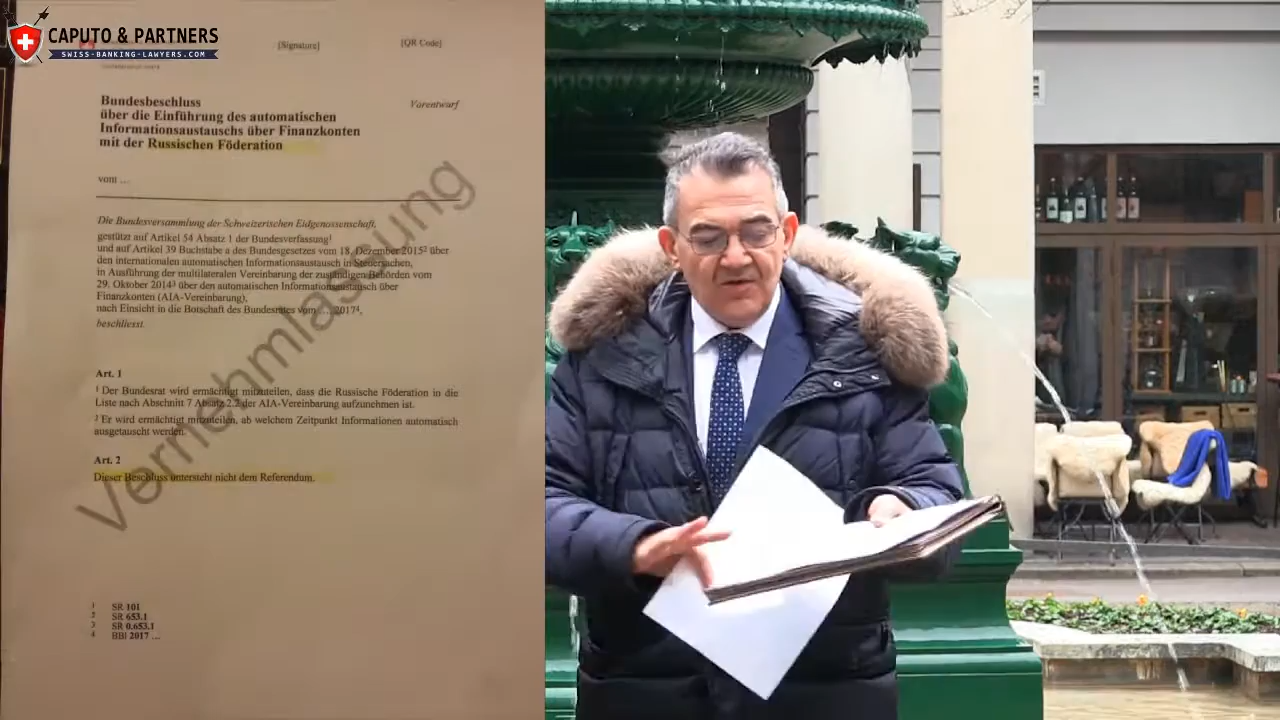 CAPUTO & PARTNERS
SWISS-BANKING-LAWYERS.COM
[Signature]
[QR Code]
Bundesbeschluss
über die Einführung des automatischen
Informationsaustauschs über Finanzkonten
mit der Russischen Föderation
Vorentwurf
vom ...
Die Bundesversammlung der Schweizerischen Eidgenossenschaft,
gestützt auf Artikel 54 Absatz 1 der Bundesverfassung¹
und auf Artikel 39 Buchstabe a des Bundesgesetzes vom 18. Dezember 2015² über
den internationalen automatischen Informationsaustausch in Steuersachen,
in Ausführung der multilateralen Vereinbarung der zuständigen Behörden vom
29. Oktober 2014³ über den automatischen Informationsaustausch über
Finanzkonten (AIA-Vereinbarung),
nach Einsicht in die Botschaft des Bundesrates vom ... 2017⁴,
beschliesst:
Art. 1
¹ Der Bundesrat wird ermächtigt mitzuteilen, dass die Russische Föderation in die
Liste nach Abschnitt 7 Absatz 2.2 der AIA-Vereinbarung aufzunehmen ist.
² Er wird ermächtigt mitzuteilen, ab welchem Zeitpunkt Informationen automatisch
ausgetauscht werden.
Art. 2
Dieser Beschluss untersteht nicht dem Referendum.
Vernehmlassung
1 SR 101
2 SR 653.1
3 SR 0.653.1
4 BBl 2017 ...